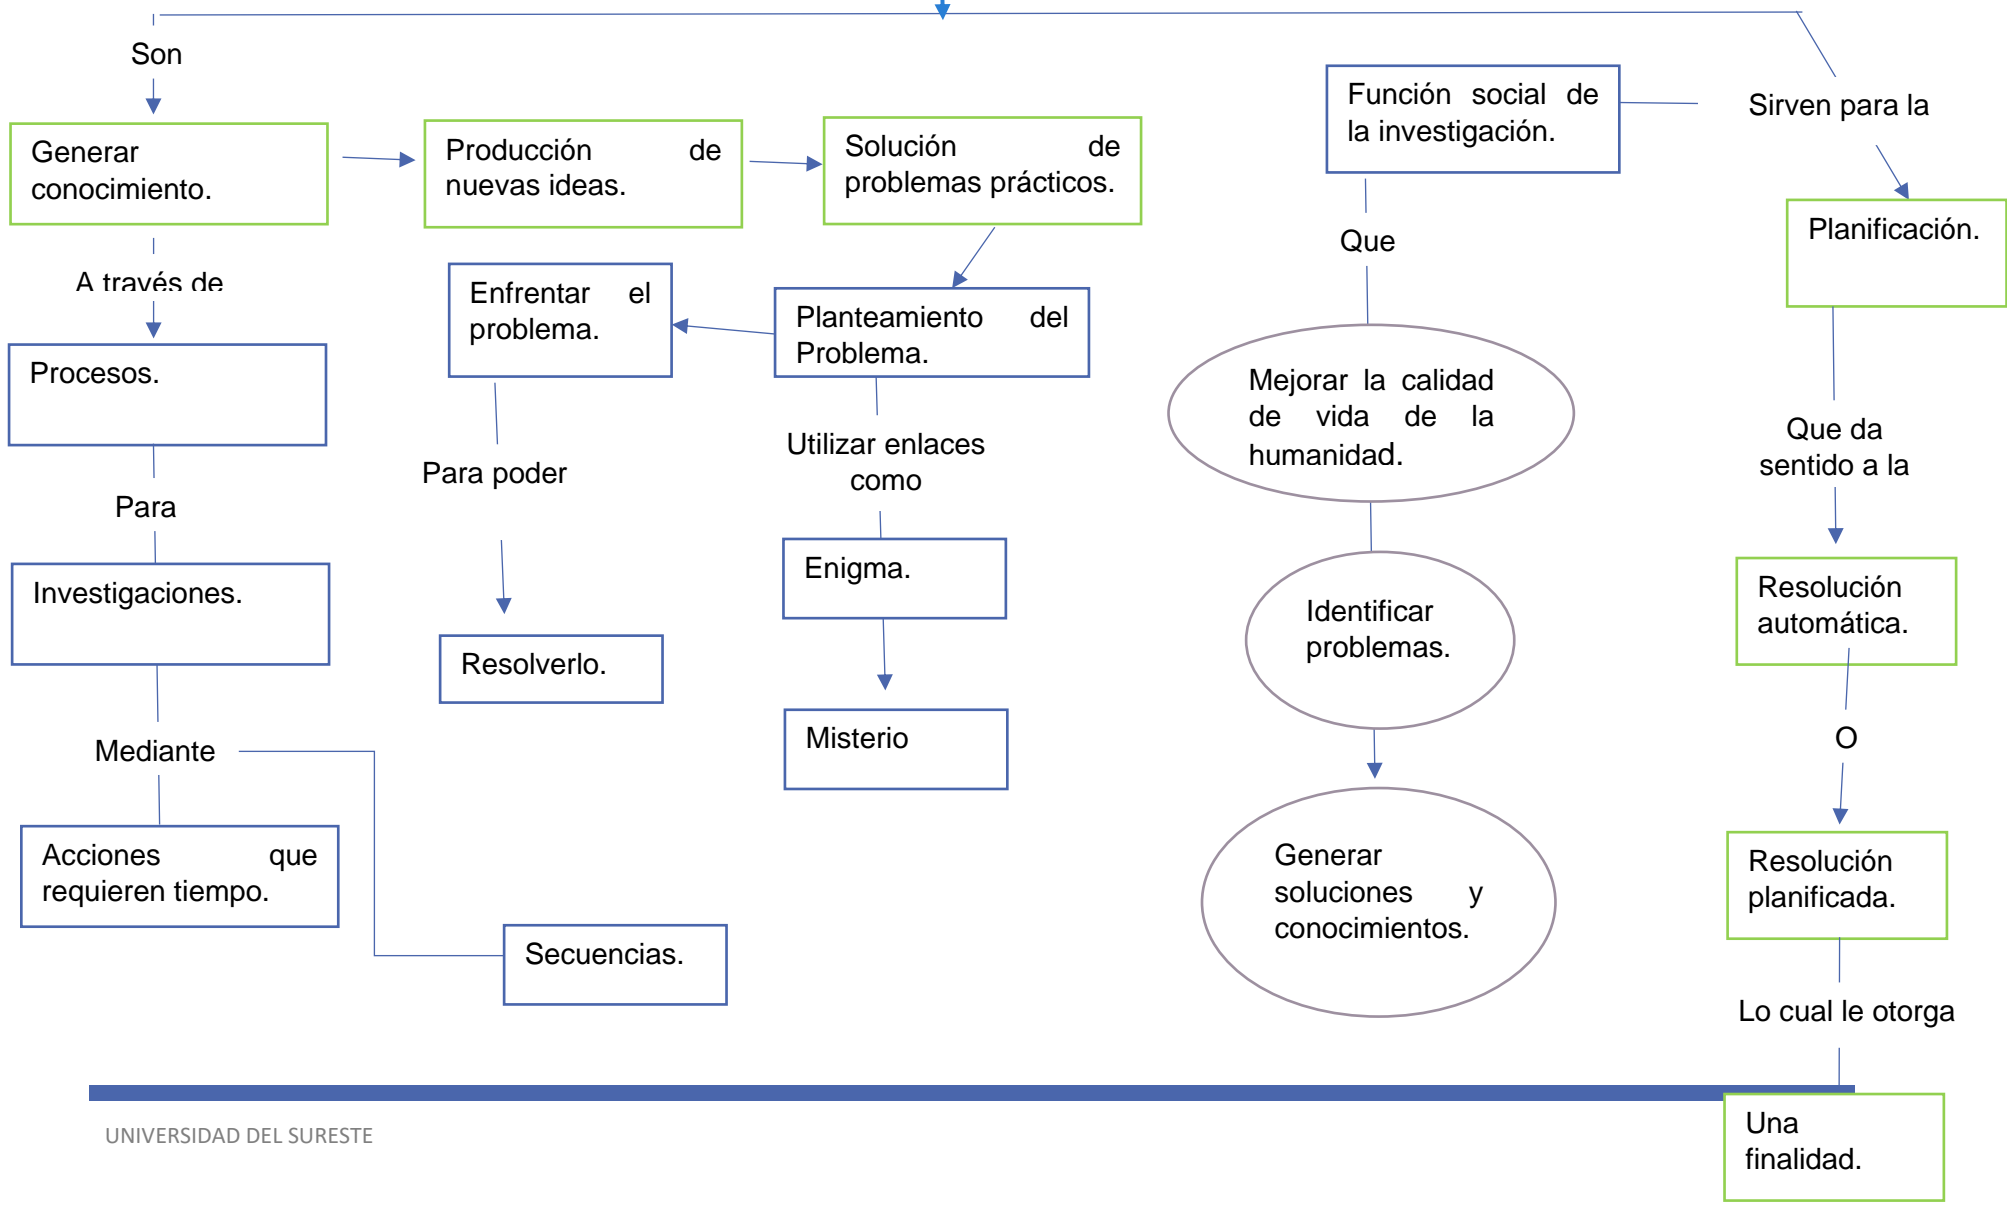 Son
Generar
conocimiento.
A través de
Procesos.
Para
Investigaciones.
Mediante
Acciones que
requieren tiempo.
Secuencias.
Producción de
nuevas ideas.
Solución de
problemas prácticos.
Planteamiento del
Problema.
Enfrentar el
problema.
Para poder
Resolverlo.
Utilizar enlaces
como
Enigma.
Misterio
Sirven para la
Función social de
la investigación.
Que
Mejorar la calidad
de vida de la
humanidad.
Identificar
problemas.
Generar
soluciones y
conocimientos.
Planificación.
Que da
sentido a la
Resolución
automática.
O
Resolución
planificada.
Lo cual le otorga
Una
finalidad.
UNIVERSIDAD DEL SURESTE